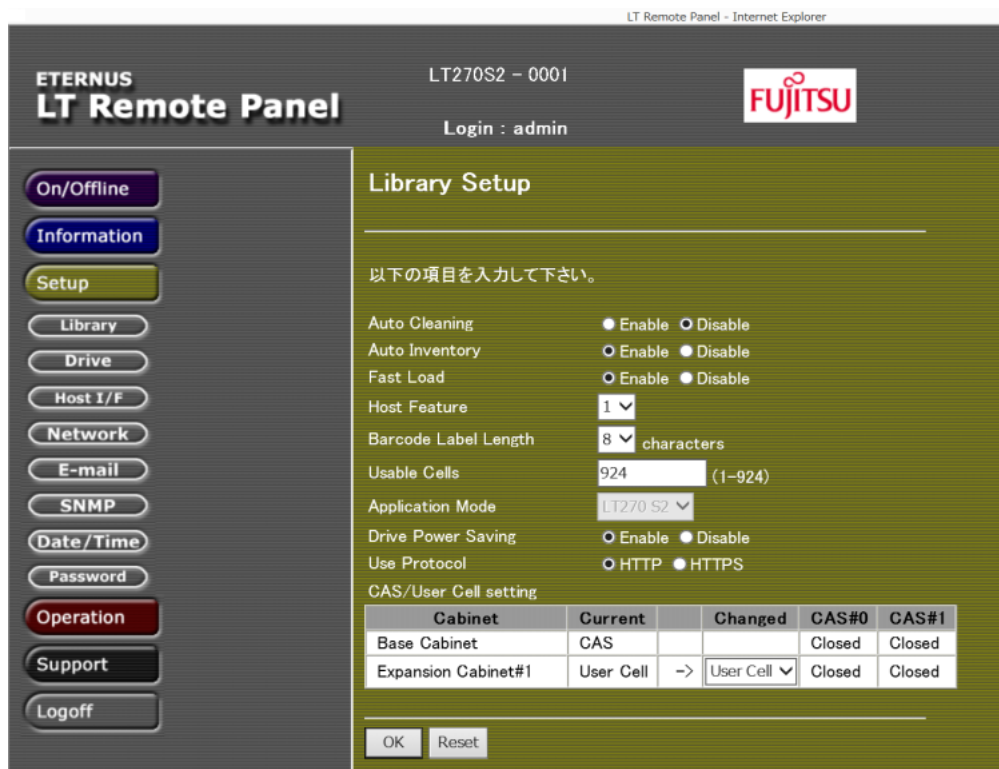 LT Remote Panel - Internet Explorer
ETERNUS
LT Remote Panel
LT270S2 - 0001
Login : admin
FUJITSU
On/Offline
Information
Setup
Library
Drive
Host I/F
Network
E-mail
SNMP
Date/Time
Password
Operation
Support
Logoff
Library Setup
以下の項目を入力して下さい。
Auto Cleaning Enable Disable
Auto Inventory Enable Disable
Fast Load Enable Disable
Host Feature 1
Barcode Label Length 8 characters
Usable Cells 924 (1-924)
Application Mode LT270 S2
Drive Power Saving Enable Disable
Use Protocol HTTP HTTPS
CAS/User Cell setting
Cabinet Current Changed CAS#0 CAS#1
Base Cabinet CAS Closed Closed
Expansion Cabinet#1 User Cell -> User Cell Closed Closed
OK Reset